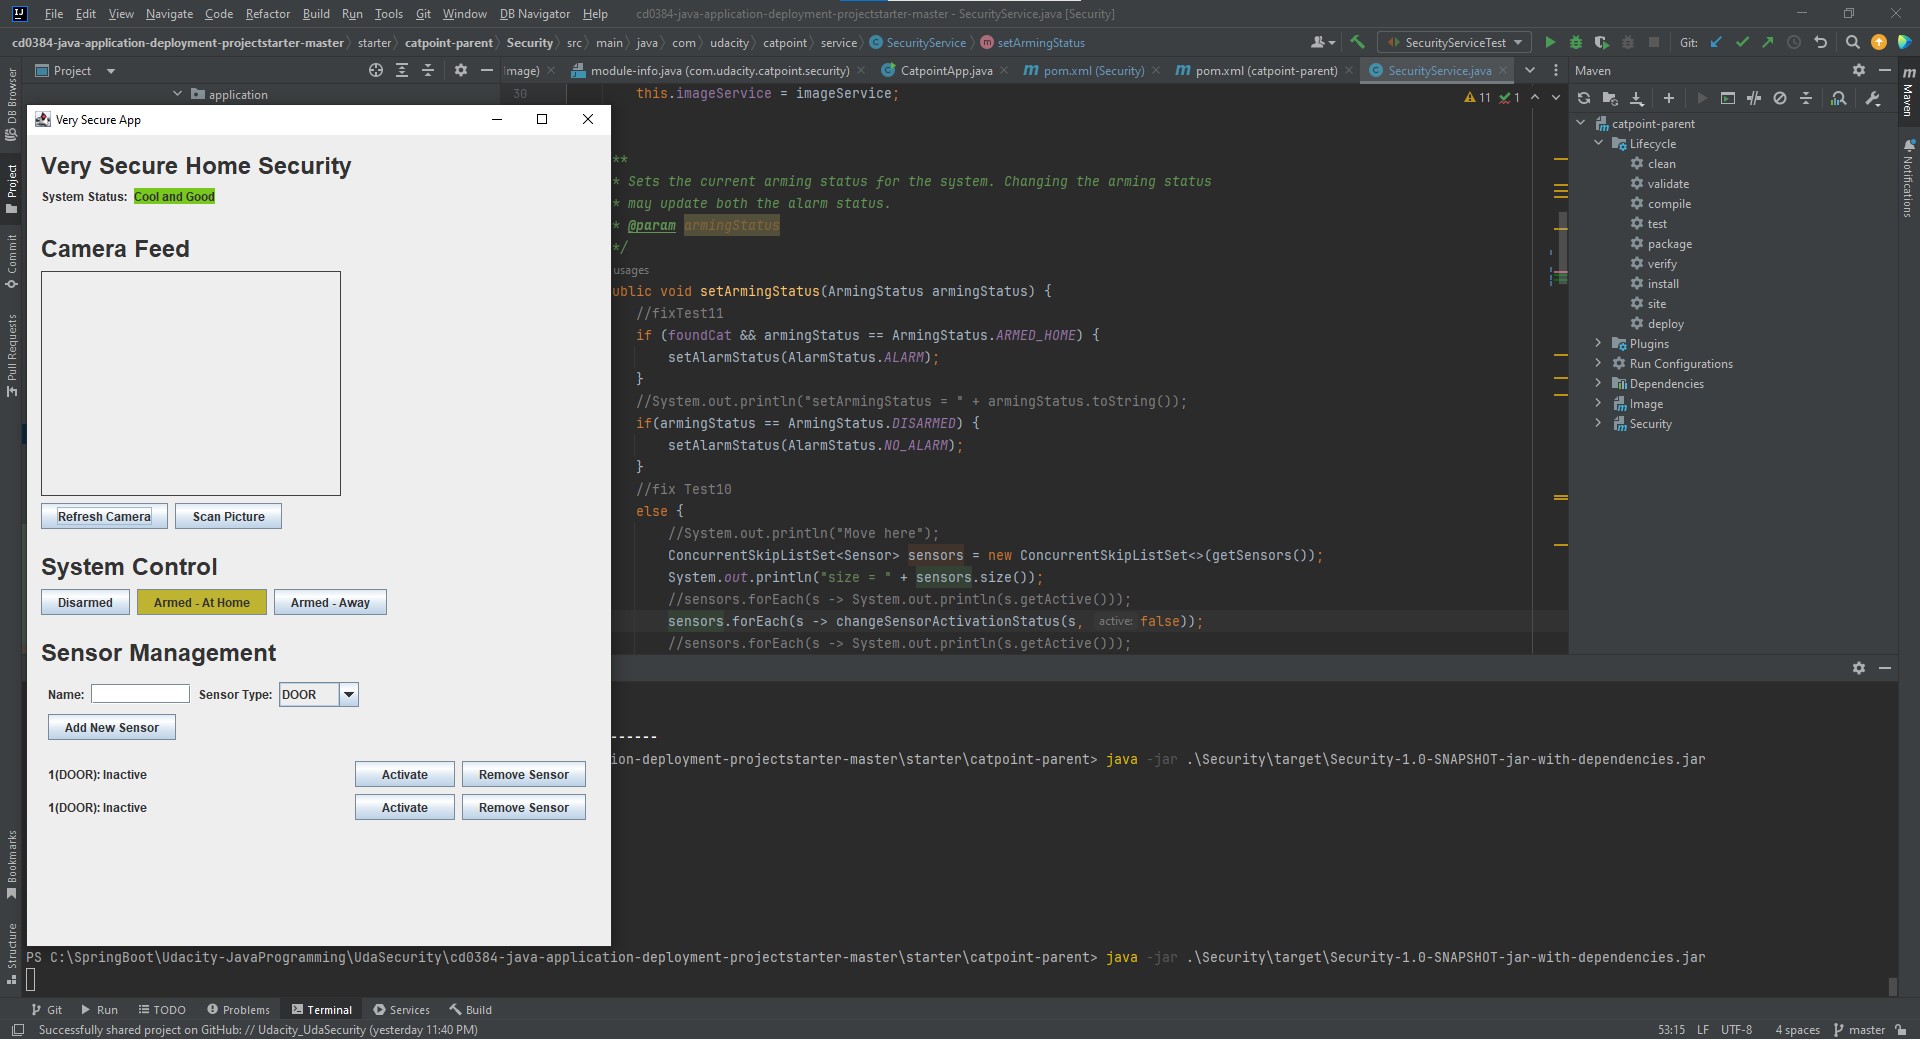 File Edit View Navigate Code Refactor Build Run Tools Git Window DB Navigator Help cd0384-java-application-deployment-projectstarter-master - SecurityService.java [Security]
cd0384-java-application-deployment-projectstarter-master starter catpoint-parent Security src main java com udacity catpoint service SecurityService setArmingStatus SecurityServiceTest Git:
Project image) module-info.java (com.udacity.catpoint.security) CatpointApp.java pom.xml (Security) pom.xml (catpoint-parent) SecurityService.java Maven
application
30 this.imageService = imageService;
11 1
Very Secure App
Very Secure Home Security
System Status: Cool and Good
Camera Feed
Refresh Camera Scan Picture
System Control
Disarmed Armed - At Home Armed - Away
Sensor Management
Name: Sensor Type: DOOR
Add New Sensor
1(DOOR): Inactive Activate Remove Sensor
1(DOOR): Inactive Activate Remove Sensor
**
* Sets the current arming status for the system. Changing the arming status
* may update both the alarm status.
* @param armingStatus
*/
usages
ublic void setArmingStatus(ArmingStatus armingStatus) {
//fixTest11
if (foundCat && armingStatus == ArmingStatus.ARMED_HOME) {
setAlarmStatus(AlarmStatus.ALARM);
}
//System.out.println("setArmingStatus = " + armingStatus.toString());
if(armingStatus == ArmingStatus.DISARMED) {
setAlarmStatus(AlarmStatus.NO_ALARM);
}
//fix Test10
else {
//System.out.println("Move here");
ConcurrentSkipListSet<Sensor> sensors = new ConcurrentSkipListSet<>(getSensors());
System.out.println("size = " + sensors.size());
//sensors.forEach(s -> System.out.println(s.getActive()));
sensors.forEach(s -> changeSensorActivationStatus(s, active: false));
//sensors.forEach(s -> System.out.println(s.getActive()));
catpoint-parent
Lifecycle
clean
validate
compile
test
package
verify
install
site
deploy
Plugins
Run Configurations
Dependencies
Image
Security
------
ion-deployment-projectstarter-master\starter\catpoint-parent> java -jar .\Security\target\Security-1.0-SNAPSHOT-jar-with-dependencies.jar
PS C:\SpringBoot\Udacity-JavaProgramming\UdaSecurity\cd0384-java-application-deployment-projectstarter-master\starter\catpoint-parent> java -jar .\Security\target\Security-1.0-SNAPSHOT-jar-with-dependencies.jar
DB Browser
Project
Commit
Pull Requests
Bookmarks
Structure
Maven
Notifications
Git Run TODO Problems Terminal Services Build
Successfully shared project on GitHub: // Udacity_UdaSecurity (yesterday 11:40 PM) 53:15 LF UTF-8 4 spaces master